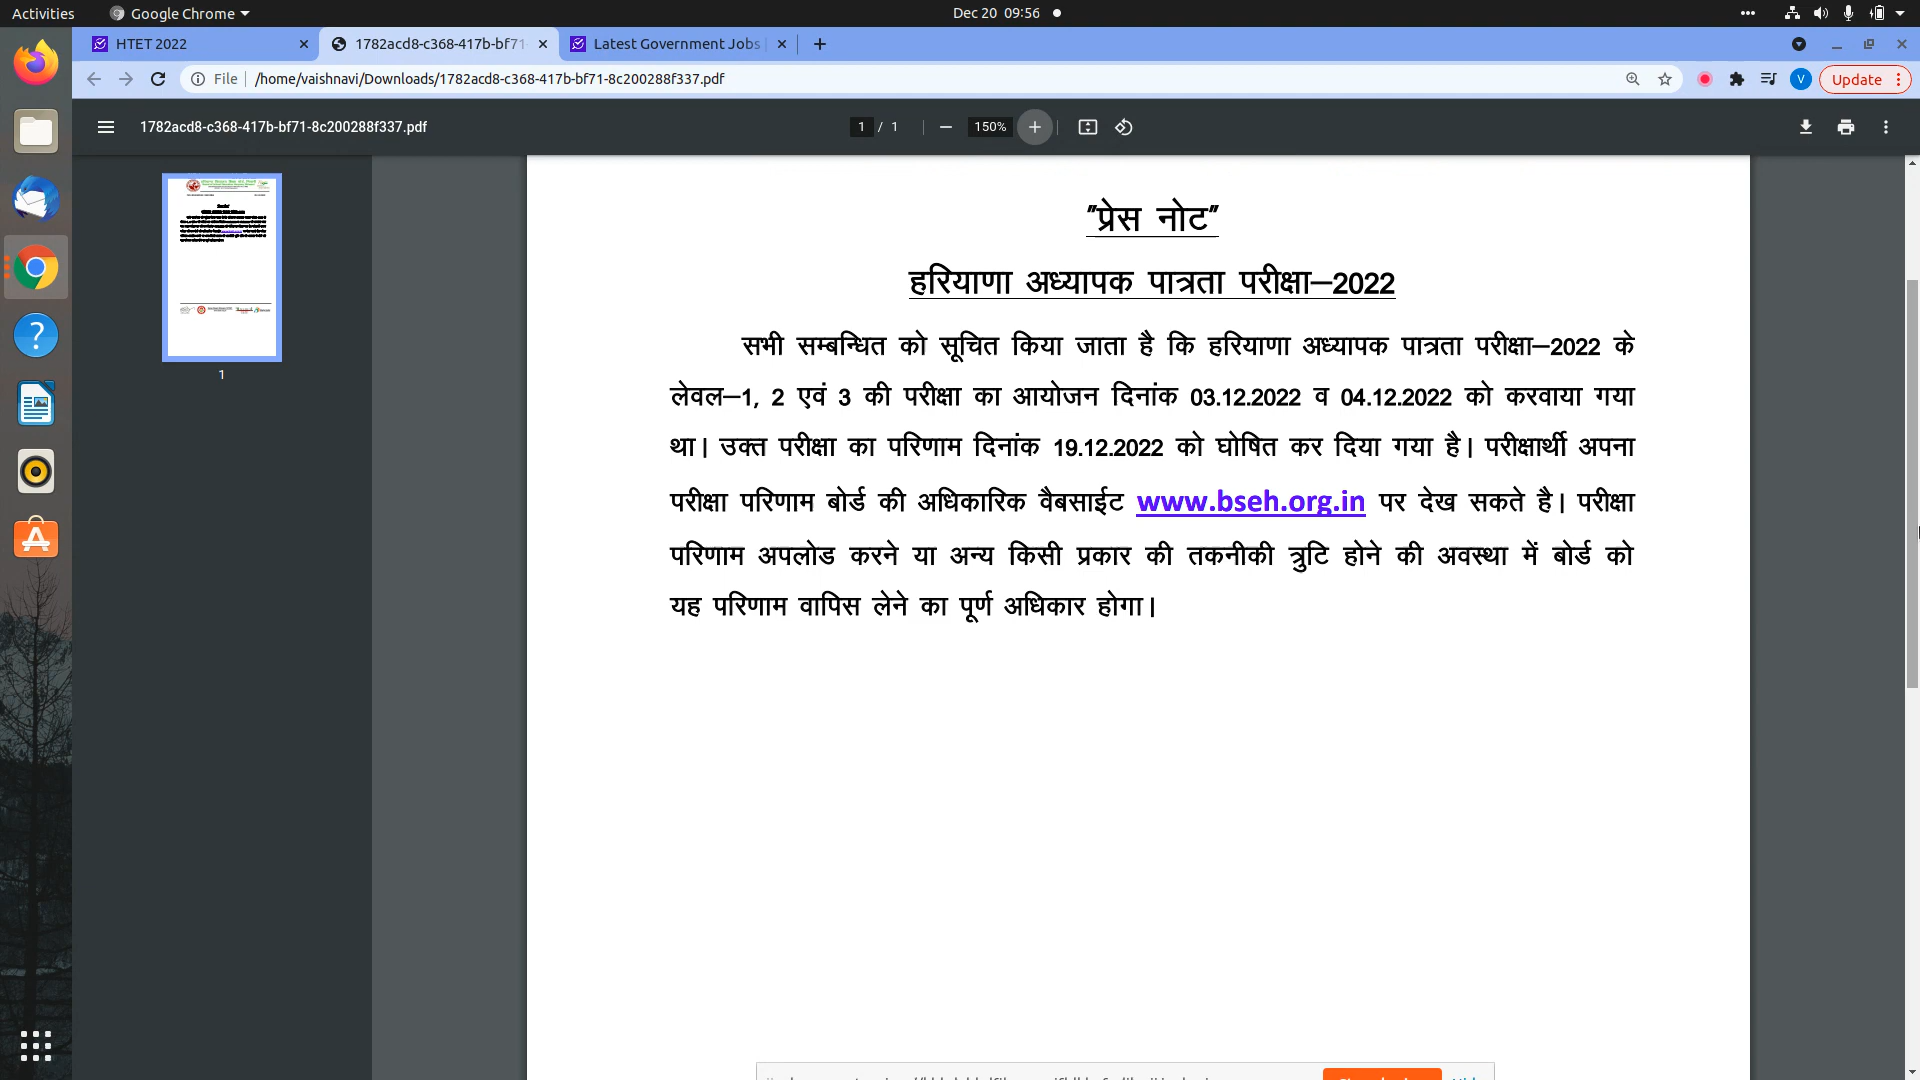 Activities Google Chrome Dec 20 09:56
HTET 2022 1782acd8-c368-417b-bf71- Latest Government Jobs
File /home/vaishnavi/Downloads/1782acd8-c368-417b-bf71-8c200288f337.pdf V Update
1782acd8-c368-417b-bf71-8c200288f337.pdf 1 / 1 150%
1
"प्रेस नोट"
हरियाणा अध्यापक पात्रता परीक्षा—2022
सभी सम्बन्धित को सूचित किया जाता है कि हरियाणा अध्यापक पात्रता परीक्षा—2022 के
लेवल—1, 2 एवं 3 की परीक्षा का आयोजन दिनांक 03.12.2022 व 04.12.2022 को करवाया गया
था। उक्त परीक्षा का परिणाम दिनांक 19.12.2022 को घोषित कर दिया गया है। परीक्षार्थी अपना
परीक्षा परिणाम बोर्ड की अधिकारिक वैबसाईट www.bseh.org.in पर देख सकते है। परीक्षा
परिणाम अपलोड करने या अन्य किसी प्रकार की तकनीकी त्रुटि होने की अवस्था में बोर्ड को
यह परिणाम वापिस लेने का पूर्ण अधिकार होगा।